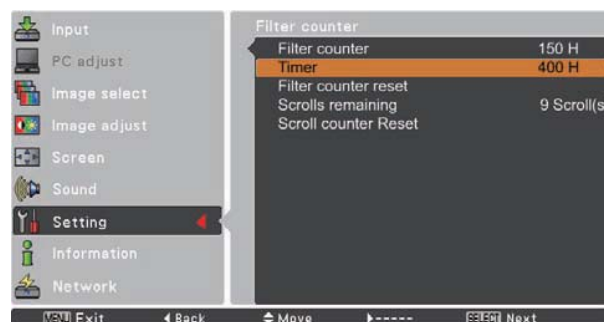 Input
PC adjust
Image select
Image adjust
Screen
Sound
Setting
Information
Network
Filter counter
Filter counter 150 H
Timer 400 H
Filter counter reset
Scrolls remaining 9 Scroll(s
Scroll counter Reset
MENU Exit Back Move ----- SELECT Next